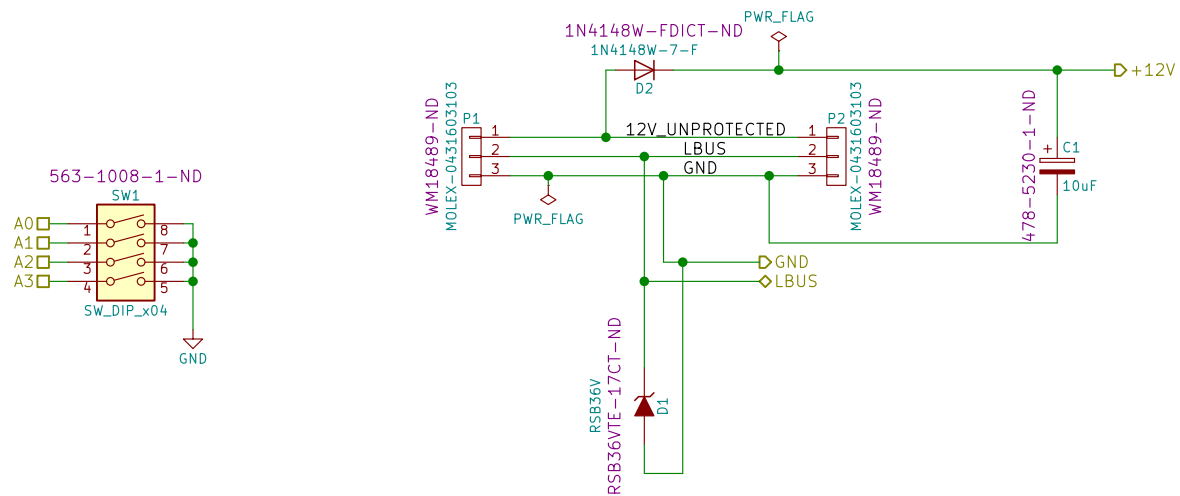 PWR_FLAG
1N4148W-FDICT-ND
1N4148W-7-F
D2
+12V
WM18489-ND
MOLEX-0431603103
P1
1
2
3
12V_UNPROTECTED
LBUS
GND
P2
1
2
3
MOLEX-0431603103
WM18489-ND
478-5230-1-ND
+
C1
10uF
PWR_FLAG
563-1008-1-ND
SW1
A0
1
8
A1
2
7
A2
3
6
A3
4
5
SW_DIP_x04
GND
GND
LBUS
RSB36V
RSB36VTE-17CT-ND
D1